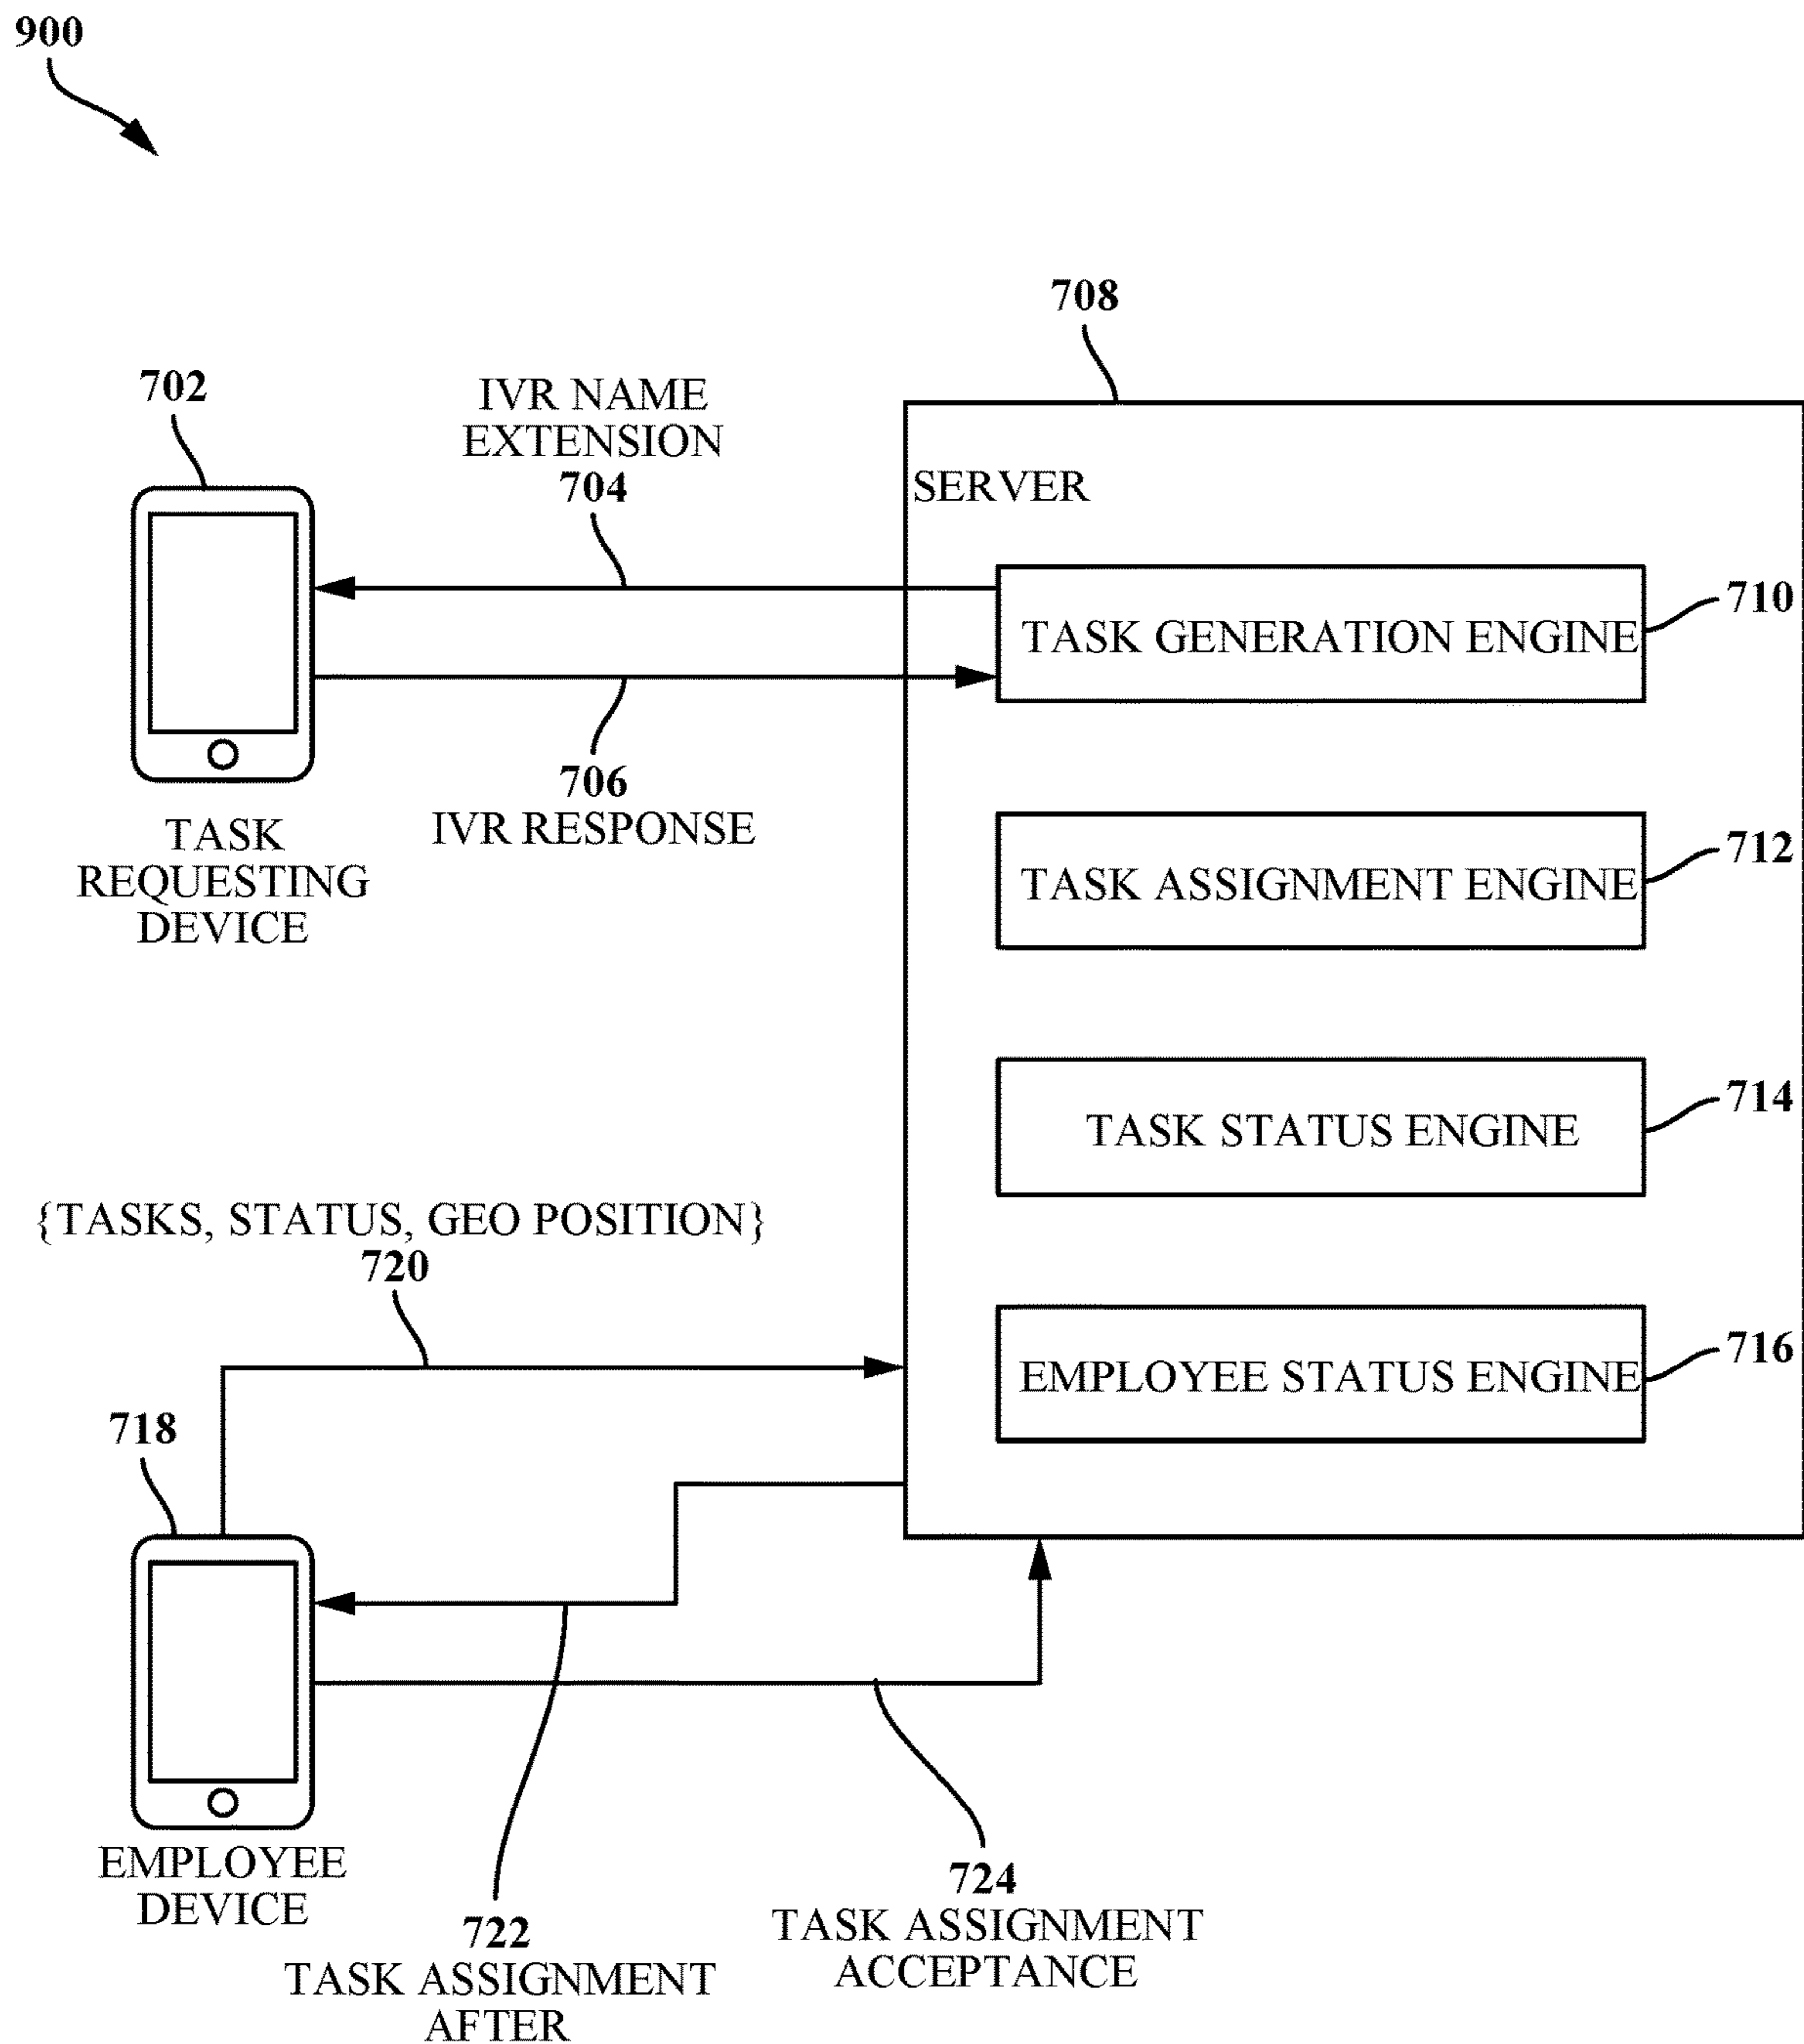 900
708
702
IVR NAME
EXTENSION
704
SERVER
710
TASK GENERATION ENGINE
706
IVR RESPONSE
TASK
REQUESTING
DEVICE
712
TASK ASSIGNMENT ENGINE
714
TASK STATUS ENGINE
{TASKS, STATUS, GEO POSITION}
720
716
EMPLOYEE STATUS ENGINE
718
EMPLOYEE
DEVICE
722
TASK ASSIGNMENT
AFTER
724
TASK ASSIGNMENT
ACCEPTANCE